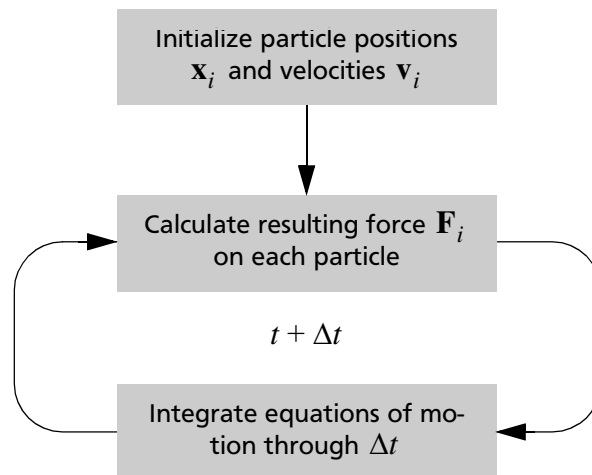 Initialize particle positions
𝐱ᵢ and velocities 𝐯ᵢ
Calculate resulting force 𝐅ᵢ
on each particle
t + Δt
Integrate equations of mo-
tion through Δt